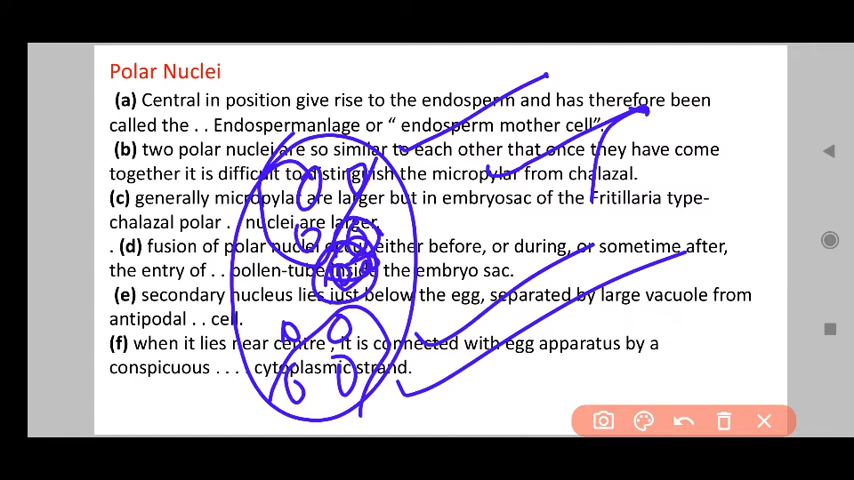 Polar Nuclei
(a) Central in position give rise to the endosperm and has therefore been
called the . . Endospermanlage or “ endosperm mother cell”.
(b) two polar nuclei are so similar to each other that once they have come
together it is difficult to distinguish the micropylar from chalazal.
(c) generally micropylar are larger but in embryosac of the Fritillaria type-
chalazal polar . . nuclei are larger.
. (d) fusion of polar nuclei occur either before, or during, or sometime after,
the entry of . . pollen-tube inside the embryo sac.
(e) secondary nucleus lies just below the egg, separated by large vacuole from
antipodal . . cell.
(f) when it lies near centre , it is connected with egg apparatus by a
conspicuous . . . . cytoplasmic strand.